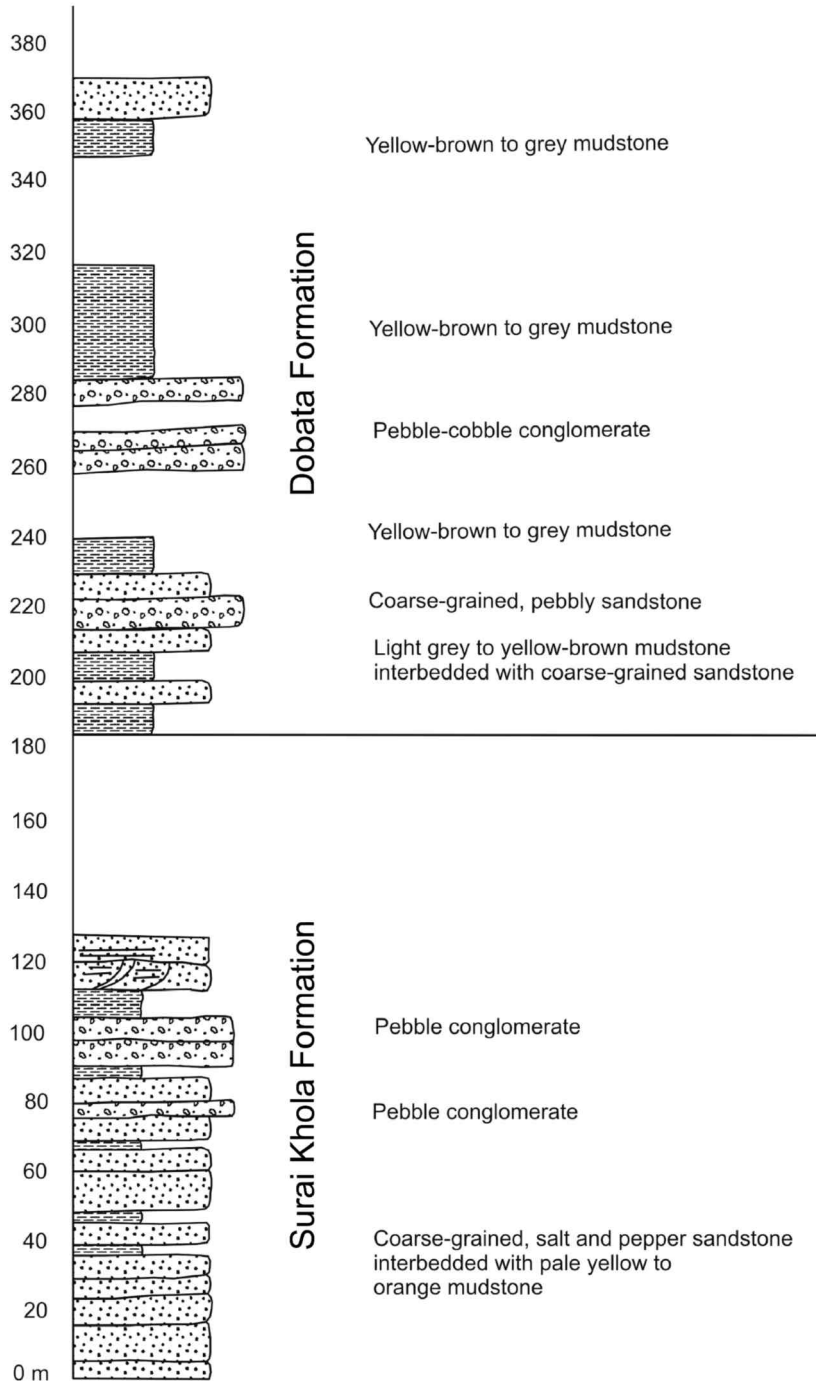 380
360
Yellow-brown to grey mudstone
340
320
Dobata Formation
300
Yellow-brown to grey mudstone
280
Pebble-cobble conglomerate
260
240
Yellow-brown to grey mudstone
220
Coarse-grained, pebbly sandstone
Light grey to yellow-brown mudstone
interbedded with coarse-grained sandstone
200
180
160
140
120
Surai Khola Formation
100
Pebble conglomerate
80
Pebble conglomerate
60
40
Coarse-grained, salt and pepper sandstone
interbedded with pale yellow to
orange mudstone
20
0 m